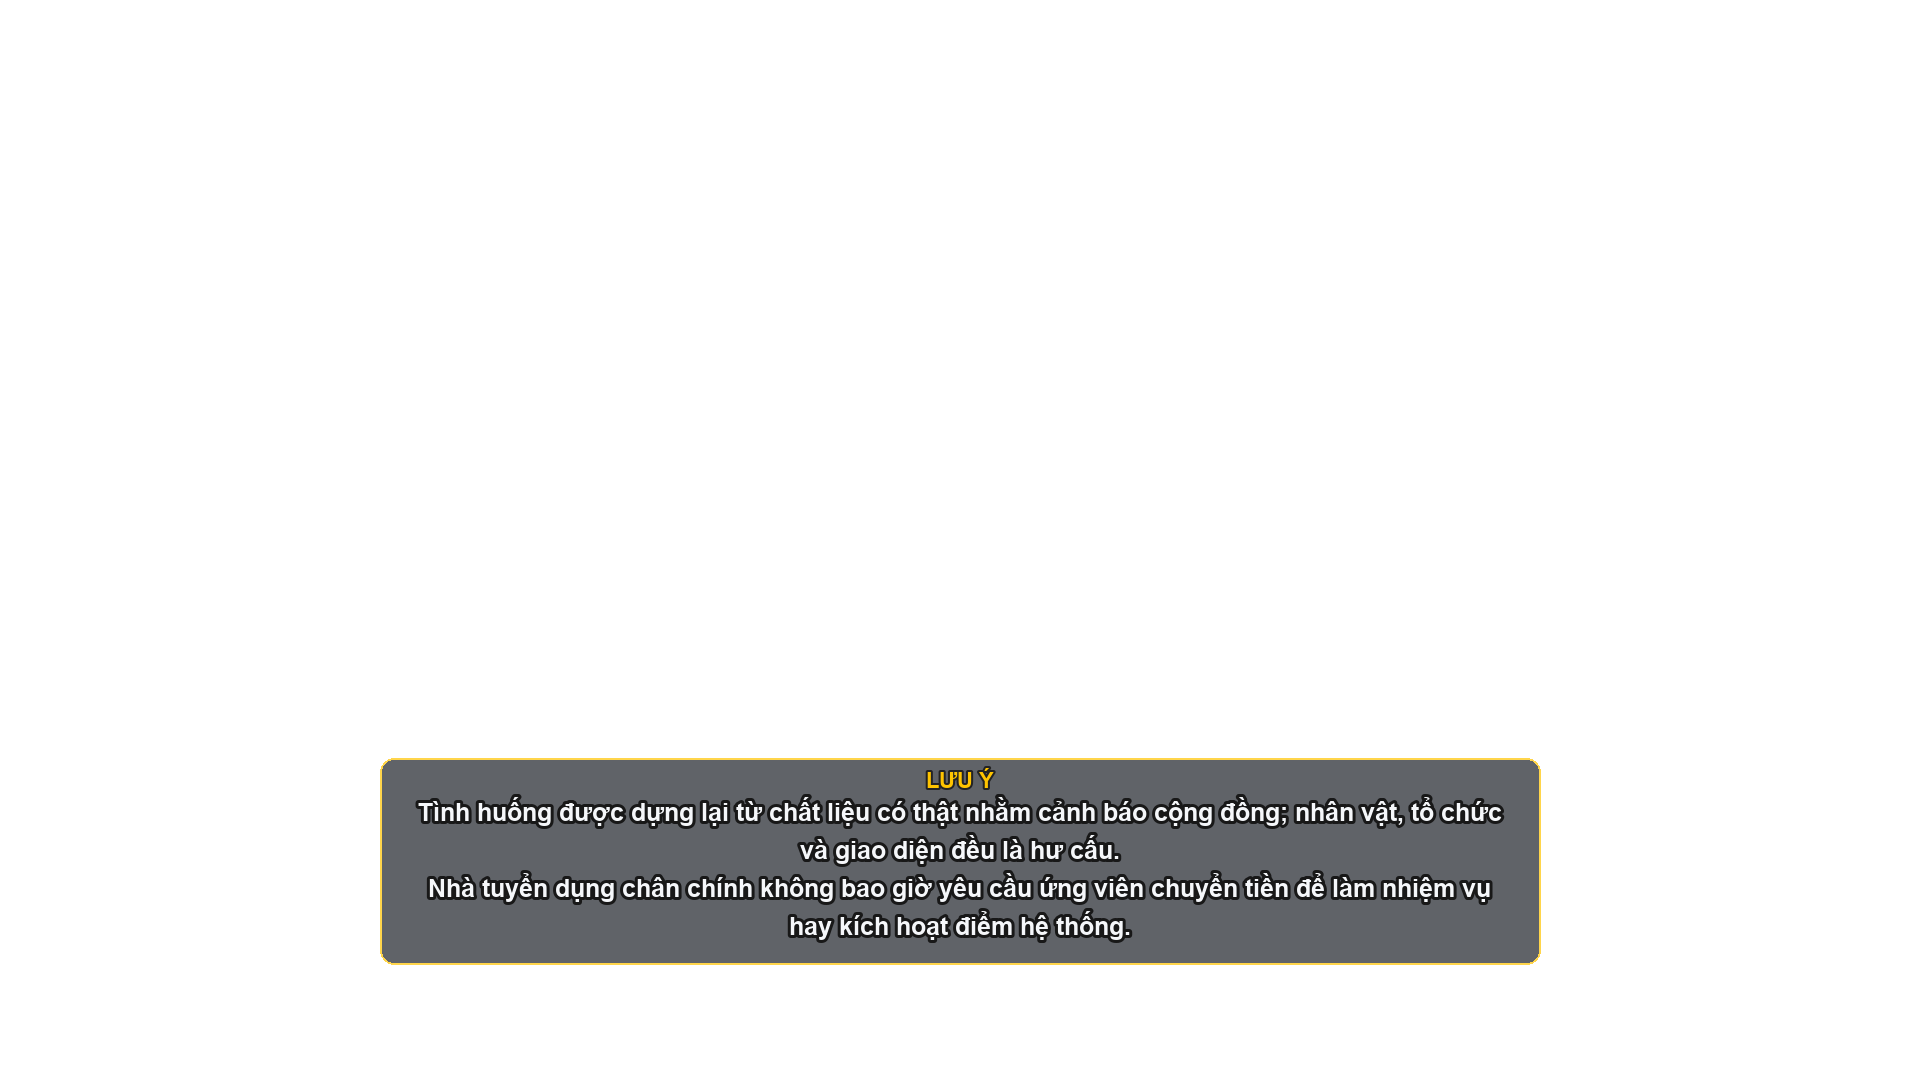 LƯU Ý
Tình huống được dựng lại từ chất liệu có thật nhằm cảnh báo cộng đồng; nhân vật, tổ chức
và giao diện đều là hư cấu.
Nhà tuyển dụng chân chính không bao giờ yêu cầu ứng viên chuyển tiền để làm nhiệm vụ
hay kích hoạt điểm hệ thống.